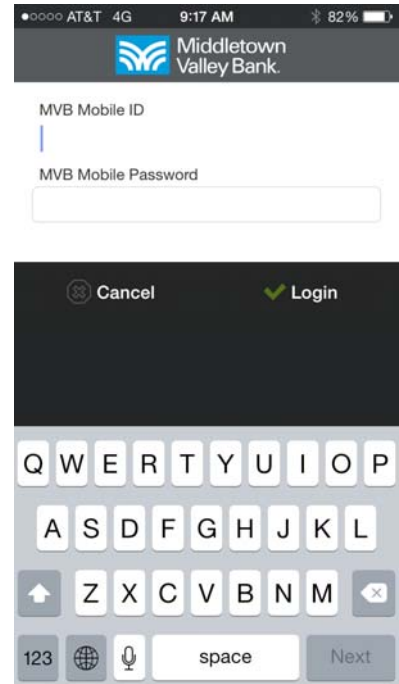 AT&T 4G 9:17 AM 82%
Middletown
Valley Bank.
MVB Mobile ID
MVB Mobile Password
Cancel Login
Q W E R T Y U I O P
A S D F G H J K L
Z X C V B N M
123 space Next